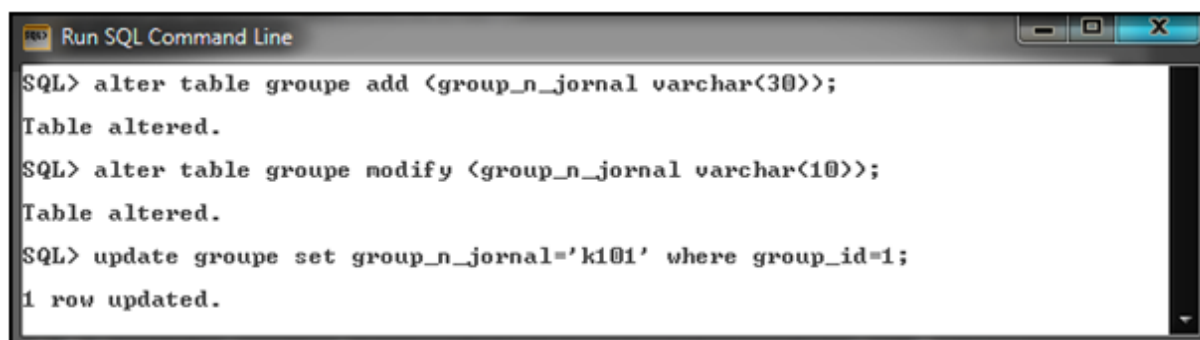 SQL> Run SQL Command Line
SQL> alter table groupe add (group_n_jornal varchar(30));
Table altered.
SQL> alter table groupe modify (group_n_jornal varchar(10));
Table altered.
SQL> update groupe set group_n_jornal='k101' where group_id=1;
1 row updated.